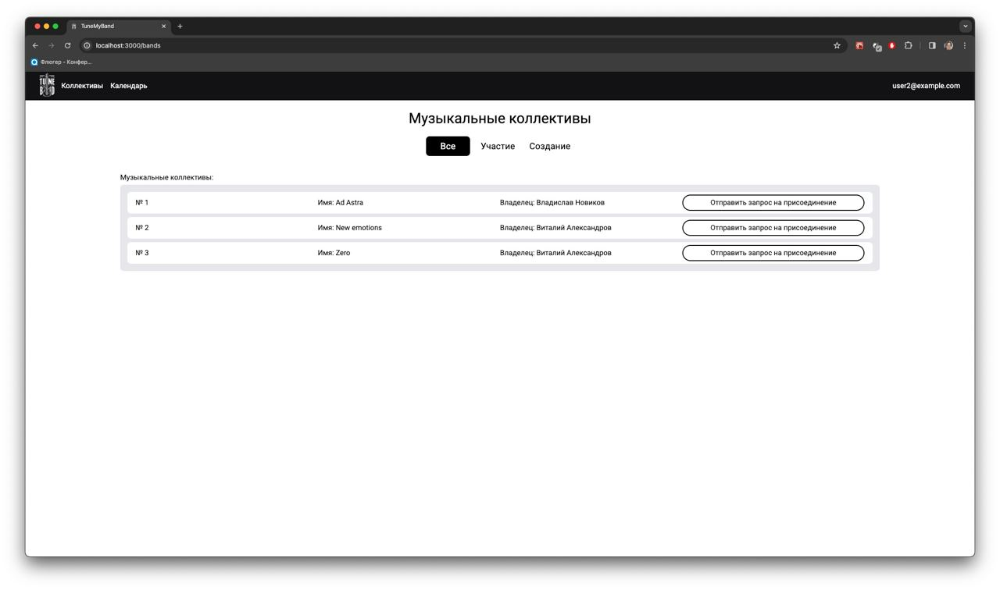 TuneMyBand
localhost:3000/bands
Флюгер - Конфер...
TUNE
Коллективы Календарь user2@example.com
Музыкальные коллективы
Все Участие Создание
Музыкальные коллективы:
№ 1 Имя: Ad Astra Владелец: Владислав Новиков Отправить запрос на присоединение
№ 2 Имя: New emotions Владелец: Виталий Александров Отправить запрос на присоединение
№ 3 Имя: Zero Владелец: Виталий Александров Отправить запрос на присоединение